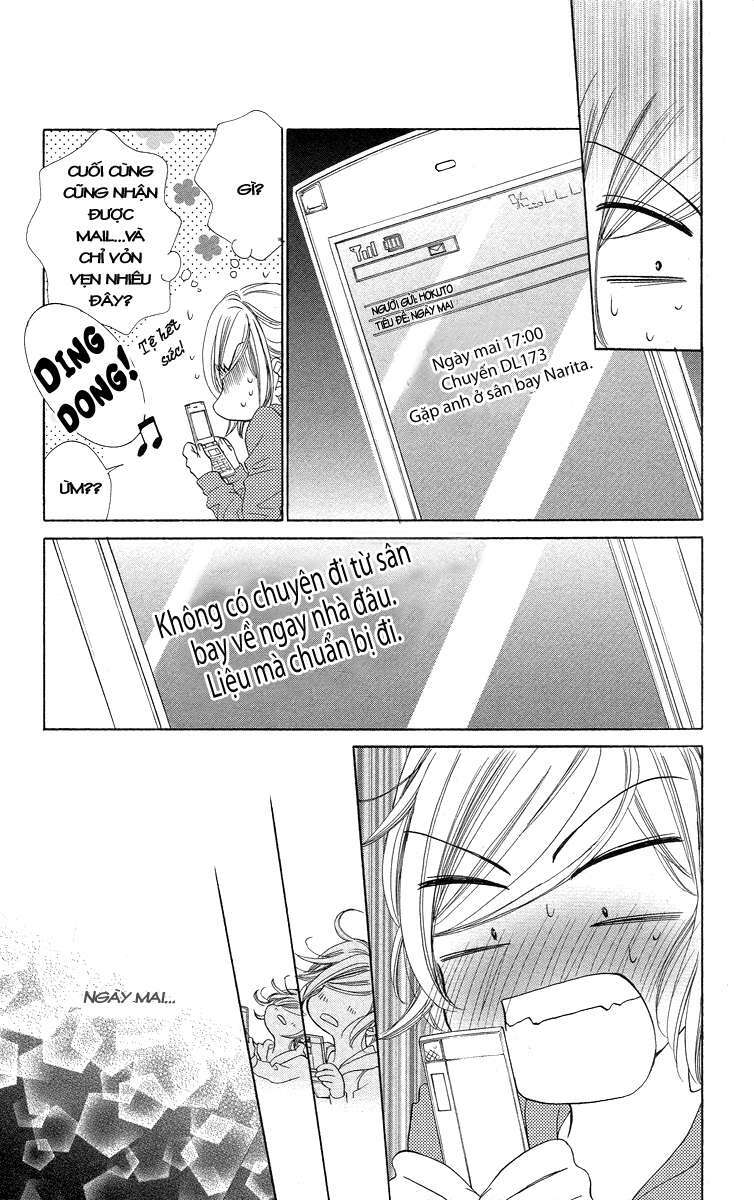 NGƯỜI GỬI: HOKUTO
TIÊU ĐỀ: NGÀY MAI
Ngày mai 17:00
Chuyến DL173
Gặp anh ở sân bay Narita.
GÌ?
CUỐI CÙNG
CŨNG NHẬN
ĐƯỢC
MAIL...VÀ
CHỈ VỎN
VẸN NHIÊU
ĐÂY?
Tệ hết
sức!
DING
DONG!
ỪM??
Không có chuyện đi từ sân
bay về ngay nhà đâu.
Liệu mà chuẩn bị đi.
NGÀY MAI...